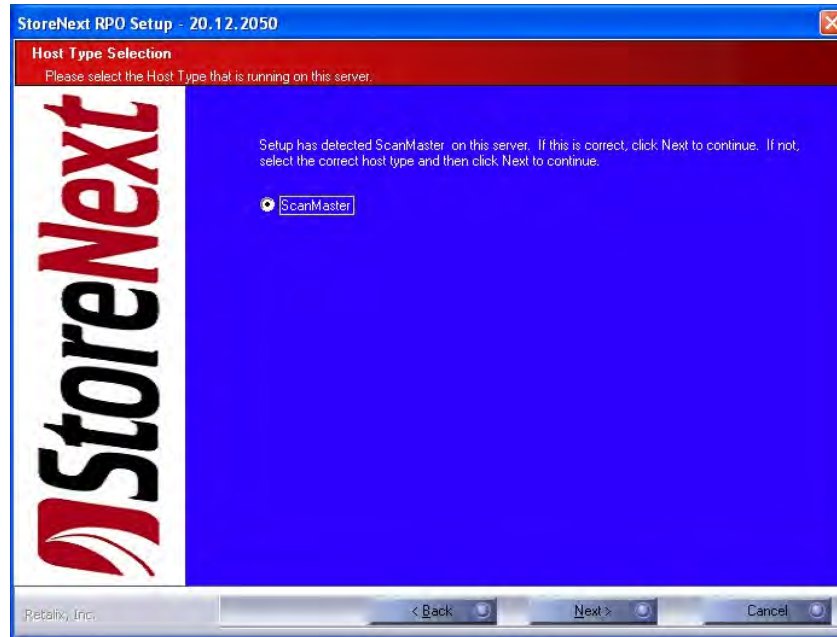 StoreNext RPO Setup - 20.12.2050
Host Type Selection
Please select the Host Type that is running on this server.
StoreNext
Setup has detected ScanMaster on this server. If this is correct, click Next to continue. If not,
select the correct host type and then click Next to continue.
ScanMaster
Retalix, Inc.
< Back
Next >
Cancel